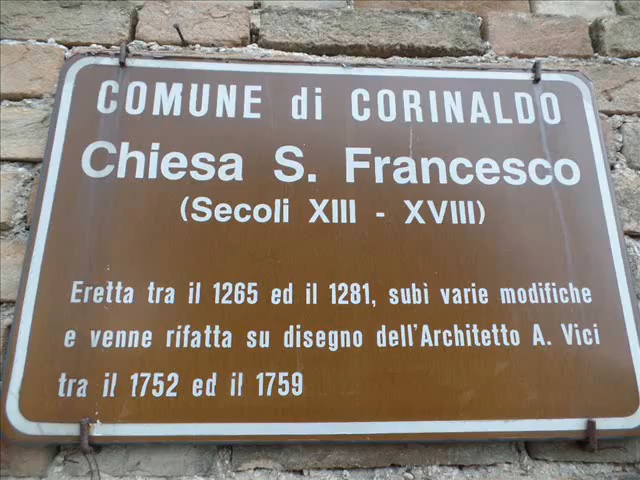 COMUNE di CORINALDO
Chiesa S. Francesco
(Secoli XIII - XVIII)
Eretta tra il 1265 ed il 1281, subì varie modifiche
e venne rifatta su disegno dell'Architetto A. Vici
tra il 1752 ed il 1759